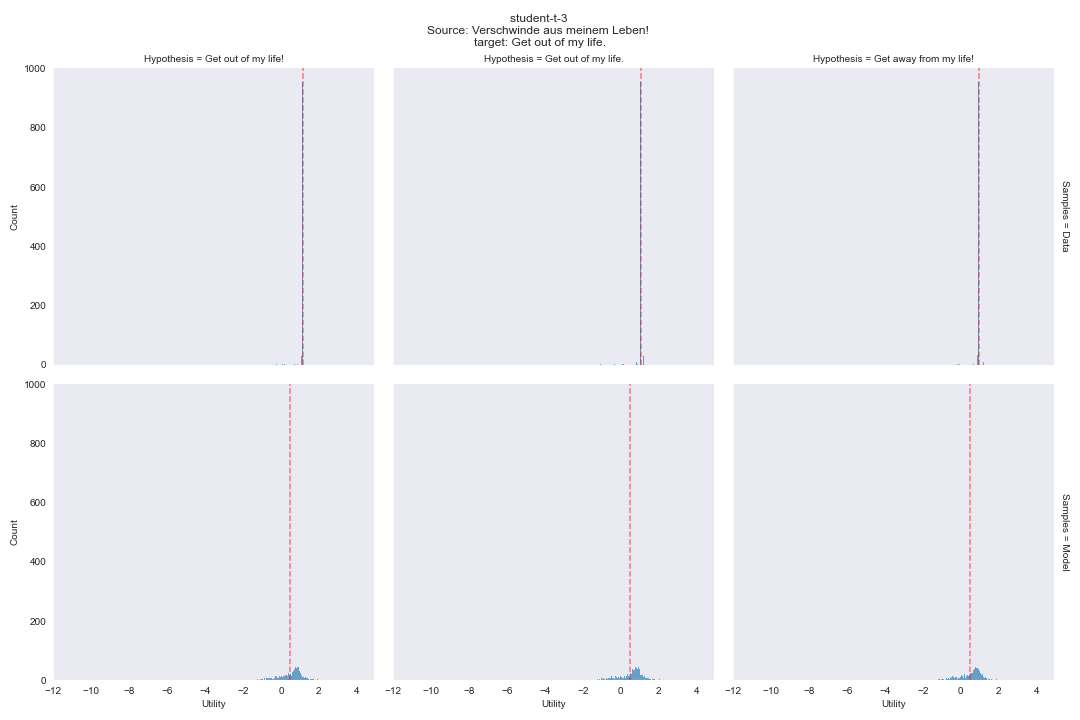 student-t-3
Source: Verschwinde aus meinem Leben!
target: Get out of my life.
Hypothesis = Get out of my life!
Hypothesis = Get out of my life.
Hypothesis = Get away from my life!
1000
800
600
400
200
0
Count
Samples = Data
1000
800
600
400
200
0
Count
Samples = Model
−12 −10 −8 −6 −4 −2 0 2 4
−12 −10 −8 −6 −4 −2 0 2 4
−12 −10 −8 −6 −4 −2 0 2 4
Utility
Utility
Utility